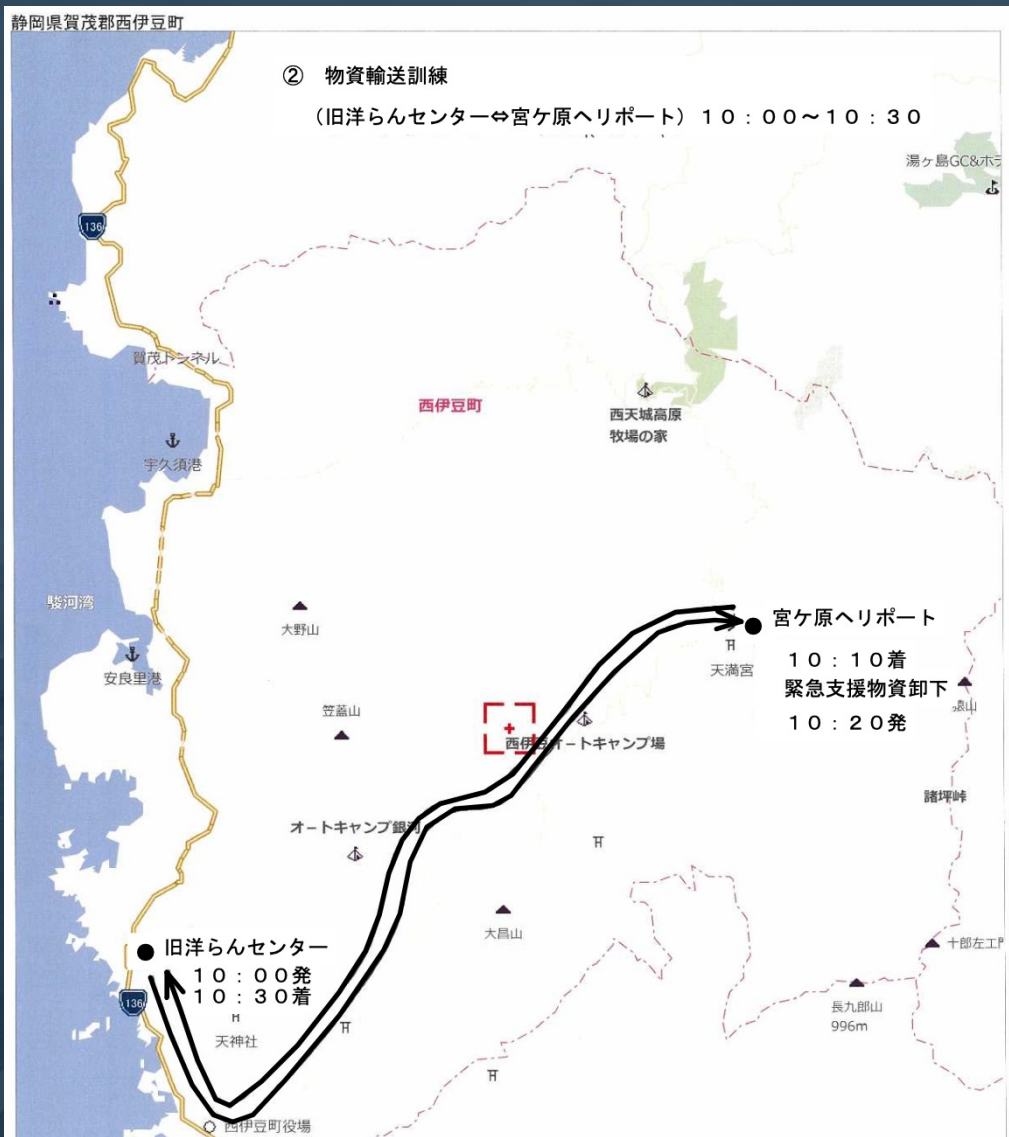 静岡県賀茂郡西伊豆町
② 物資輸送訓練
(旧洋らんセンター⇔宮ケ原ヘリポート) 10:00~10:30
湯ヶ島GC&ホテ
136
賀茂トンネル
西伊豆町
西天城高原
牧場の家
宇久須港
駿河湾
大野山
宮ケ原ヘリポート
安良里港
天満宮
10:10着
緊急支援物資卸下
10:20発
猿山
笠蓋山
西伊豆オートキャンプ場
諸坪峠
オートキャンプ銀河
大昌山
十郎左エ門
旧洋らんセンター
10:00発
10:30着
136
長九郎山
996m
天神社
西伊豆町役場